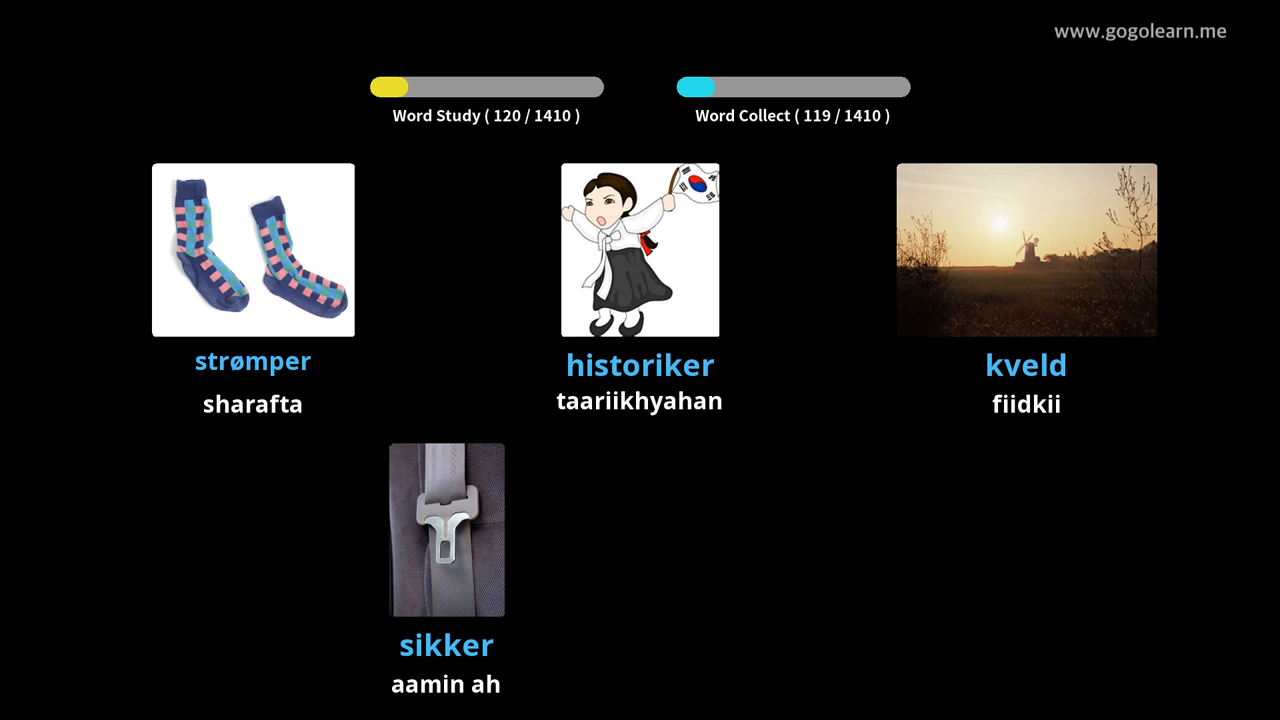 www.gogolearn.me
Word Study ( 120 / 1410 )
Word Collect ( 119 / 1410 )
strømper
historiker
kveld
sharafta
taariikhyahan
fiidkii
sikker
aamin ah